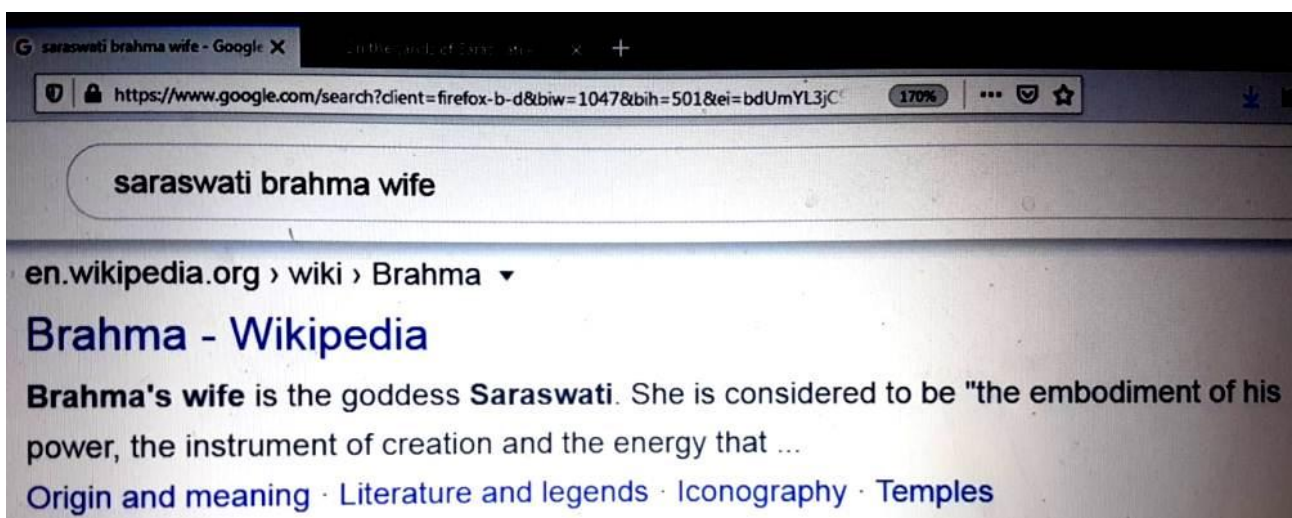 G saraswati brahma wife - Google X
https://www.google.com/search?client=firefox-b-d&biw=1047&bih=501&ei=bdUmYL3jC
170%
saraswati brahma wife
en.wikipedia.org › wiki › Brahma
Brahma - Wikipedia
Brahma's wife is the goddess Saraswati. She is considered to be "the embodiment of his
power, the instrument of creation and the energy that ...
Origin and meaning · Literature and legends · Iconography · Temples